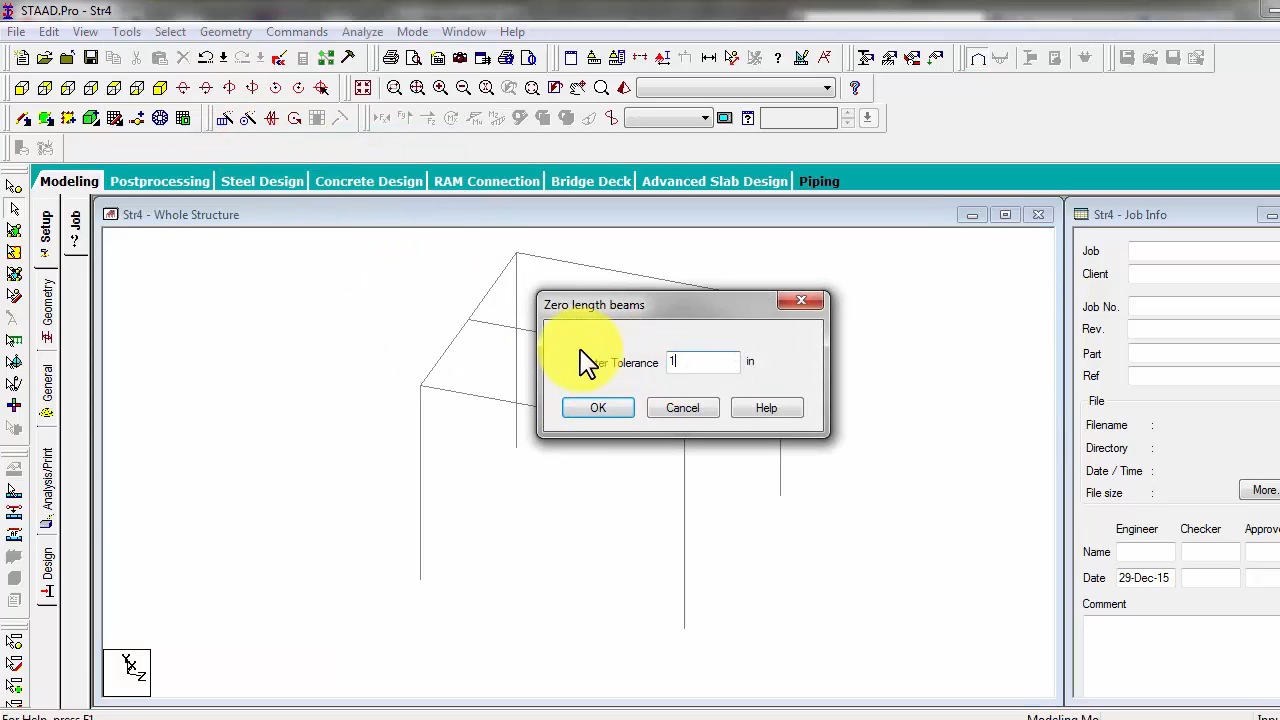 STAAD.Pro - Str4
File Edit View Tools Select Geometry Commands Analyze Mode Window Help
Modeling Postprocessing Steel Design Concrete Design RAM Connection Bridge Deck Advanced Slab Design Piping
Setup
Job
Geometry
General
Analysis/Print
Design
Str4 - Whole Structure
Zero length beams
Tolerance 1 in
OK Cancel Help
Y
X
Z
Str4 - Job Info
Job
Client
Job No.
Rev.
Part
Ref
File
Filename :
Directory :
Date / Time :
File size : More...
Engineer Checker
Name
Date 29-Dec-15
Comment
For Help, press F1
Modeling